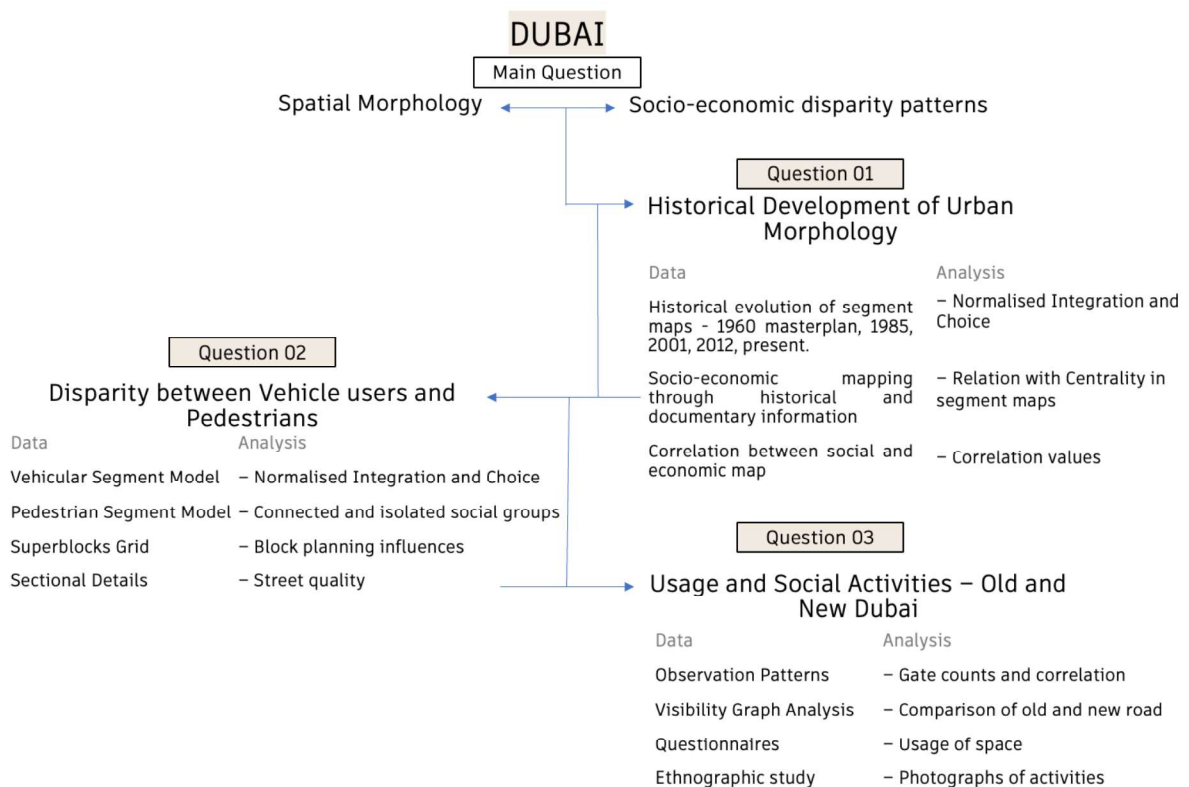 DUBAI
Main Question
Spatial Morphology
Socio-economic disparity patterns
Question 01
Historical Development of Urban
Morphology
Data
Analysis
Historical evolution of segment
maps - 1960 masterplan, 1985,
2001, 2012, present.
– Normalised Integration and
Choice
Socio-economic mapping
through historical and
documentary information
– Relation with Centrality in
segment maps
Correlation between social and
economic map
– Correlation values
Question 02
Disparity between Vehicle users and
Pedestrians
Data
Analysis
Vehicular Segment Model
– Normalised Integration and Choice
Pedestrian Segment Model
– Connected and isolated social groups
Superblocks Grid
– Block planning influences
Sectional Details
– Street quality
Question 03
Usage and Social Activities – Old and
New Dubai
Data
Analysis
Observation Patterns
– Gate counts and correlation
Visibility Graph Analysis
– Comparison of old and new road
Questionnaires
– Usage of space
Ethnographic study
– Photographs of activities